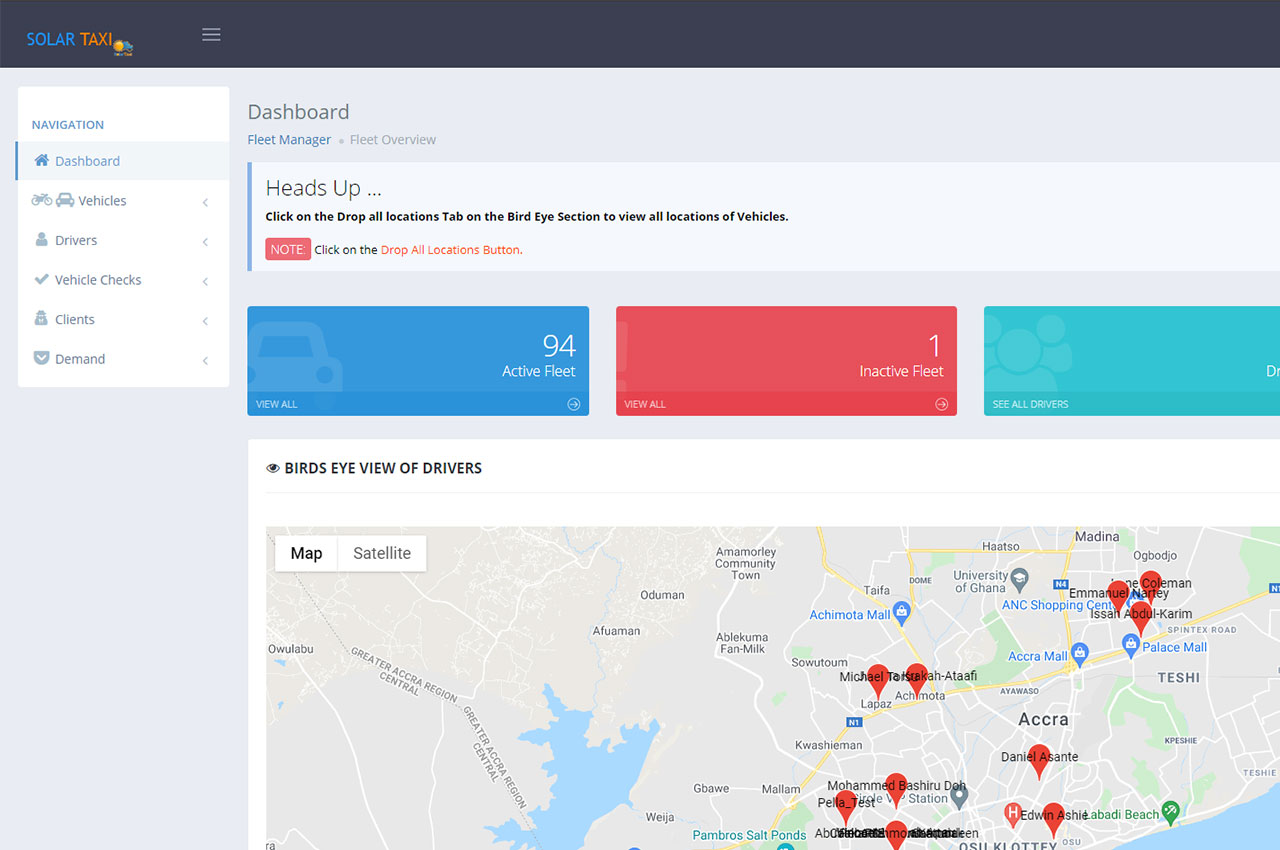 SOLAR TAXI
NAVIGATION
Dashboard
Vehicles
Drivers
Vehicle Checks
Clients
Demand
Dashboard
Fleet Manager Fleet Overview
Heads Up ...
Click on the Drop all locations Tab on the Bird Eye Section to view all locations of Vehicles.
NOTE: Click on the Drop All Locations Button.
94
Active Fleet
VIEW ALL
1
Inactive Fleet
VIEW ALL
Dr
SEE ALL DRIVERS
BIRDS EYE VIEW OF DRIVERS
Map Satellite
Madina
Haatso
Amamorley
Community
Town
Ogbodjo
DOME
University
of Ghana
N4
Coleman
Taifa
Oduman
Emmanuel Nartey
ANC Shopping
Achimota Mall
Issah Abdul-Karim
Afuaman
SPINTEX ROAD
Ablekuma
Fan-Milk
Owulabu
Palace Mall
Accra Mall
Sowutoum
GREATER ACCRA REGION
CENTRAL
Michael
TESHI
Achimota
AYAWASO
Lapaz
GREATER ACCRA REGION
CENTRAL
N1
Accra
Kwashieman
KPESHIE
Daniel Asante
TESHIE
Mohammed Bashiru Doh
Gbawe
Mallam
Station
Pella_Test
Weija
Edwin Ashie
Labadi Beach
Pambros Salt Ponds
OSU
OSU KLOTTEY